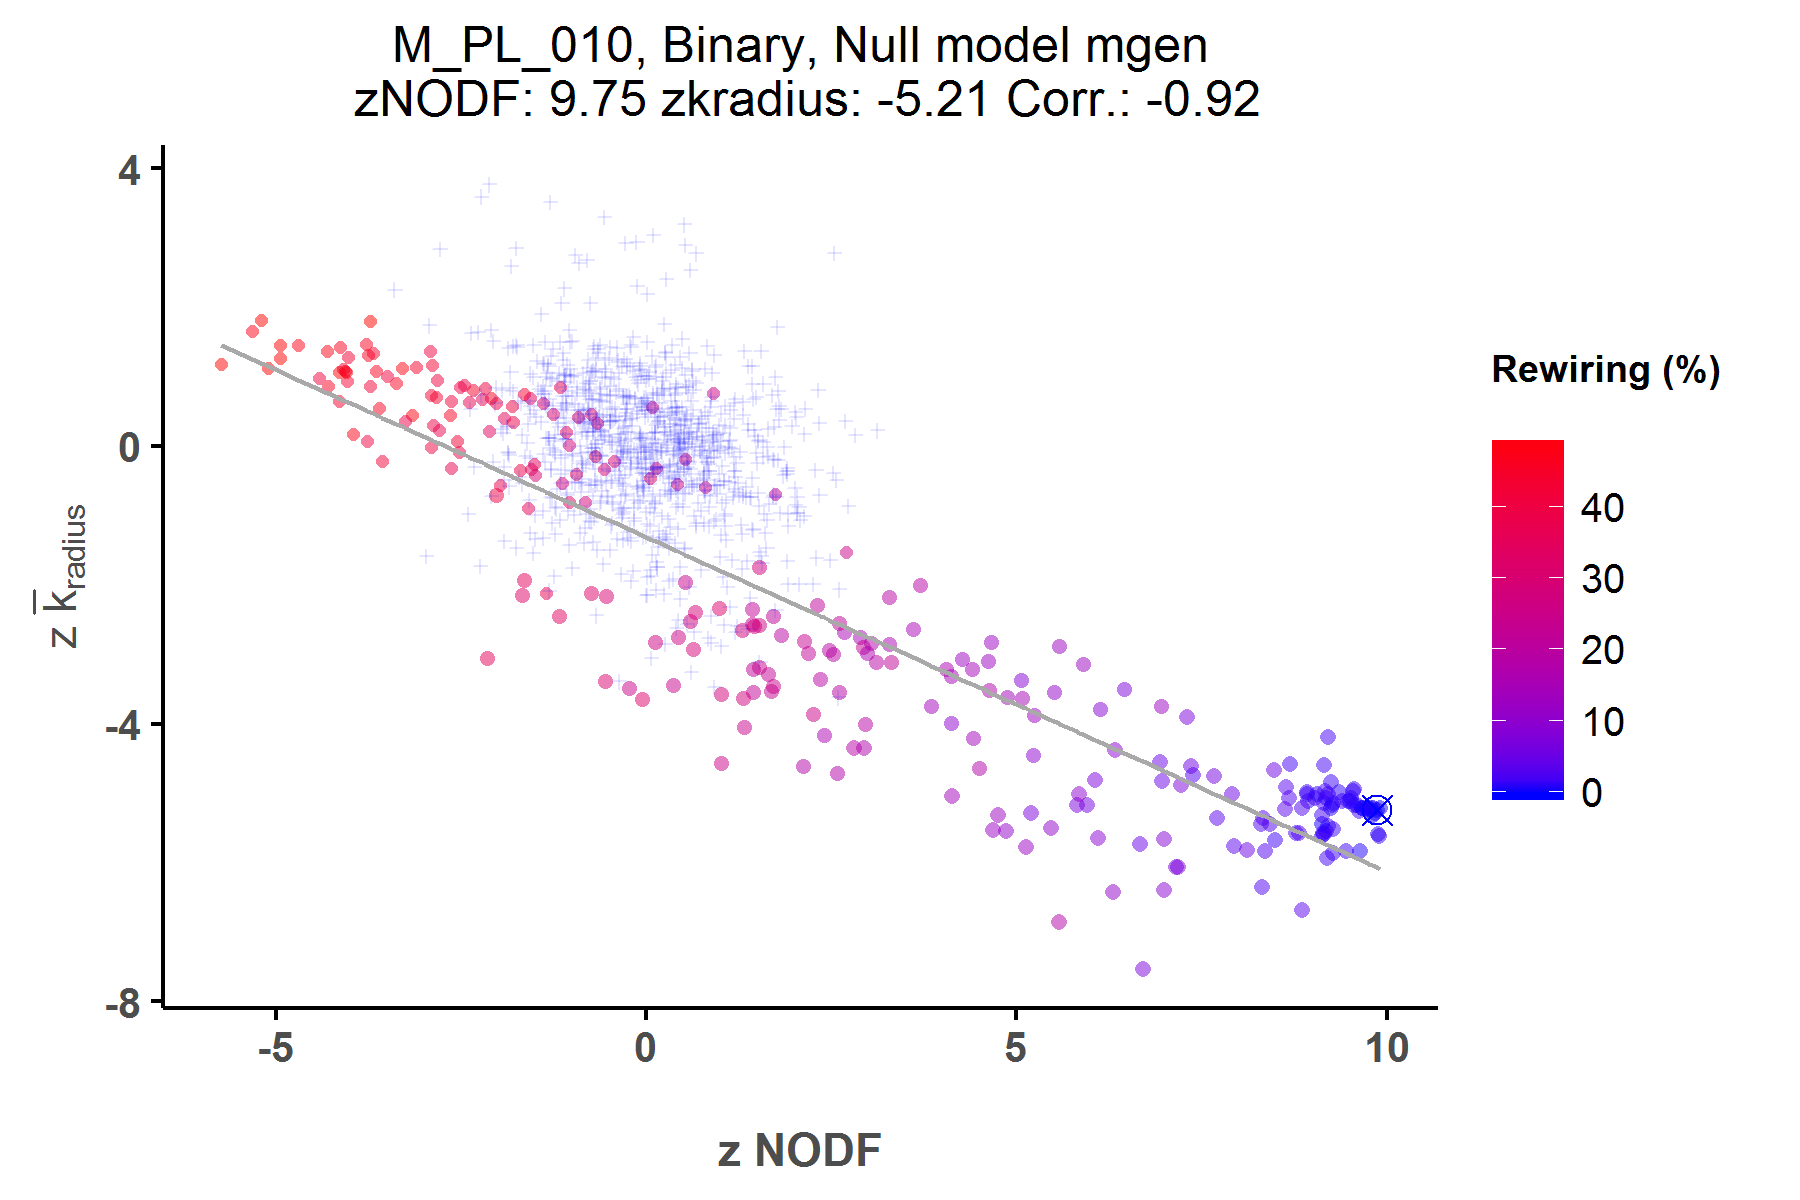 M_PL_010, Binary, Null model mgen
zNODF: 9.75 zkradius: -5.21 Corr.: -0.92
4
0
-4
-8
z k̅radius
-5
0
5
10
z NODF
Rewiring (%)
40
30
20
10
0